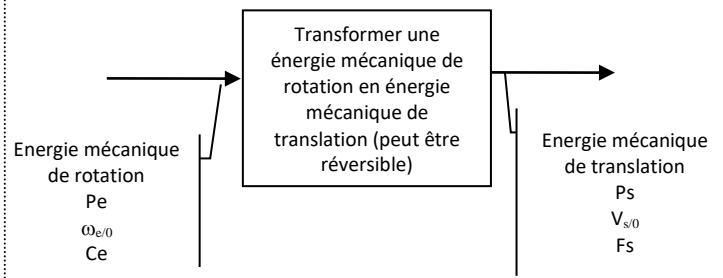 Transformer une
énergie mécanique de
rotation en énergie
mécanique de
translation (peut être
réversible)
Energie mécanique
de rotation
Pe
ωe/0
Ce
Energie mécanique
de translation
Ps
Vs/0
Fs